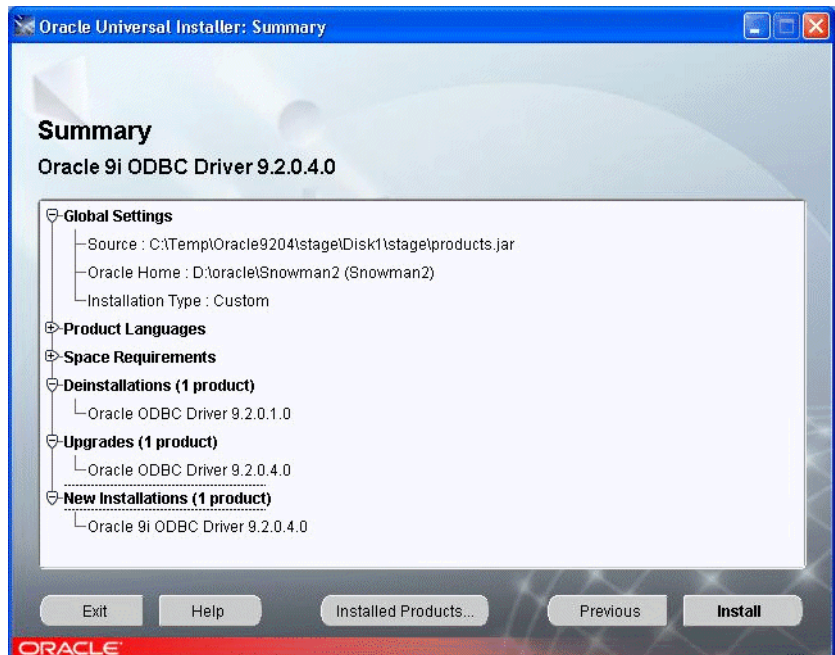 Oracle Universal Installer: Summary
Summary
Oracle 9i ODBC Driver 9.2.0.4.0
Global Settings
Source : C:\Temp\Oracle9204\stage\Disk1\stage\products.jar
Oracle Home : D:\oracle\Snowman2 (Snowman2)
Installation Type : Custom
Product Languages
Space Requirements
Deinstallations (1 product)
Oracle ODBC Driver 9.2.0.1.0
Upgrades (1 product)
Oracle ODBC Driver 9.2.0.4.0
New Installations (1 product)
Oracle 9i ODBC Driver 9.2.0.4.0
Exit Help Installed Products... Previous Install
ORACLE